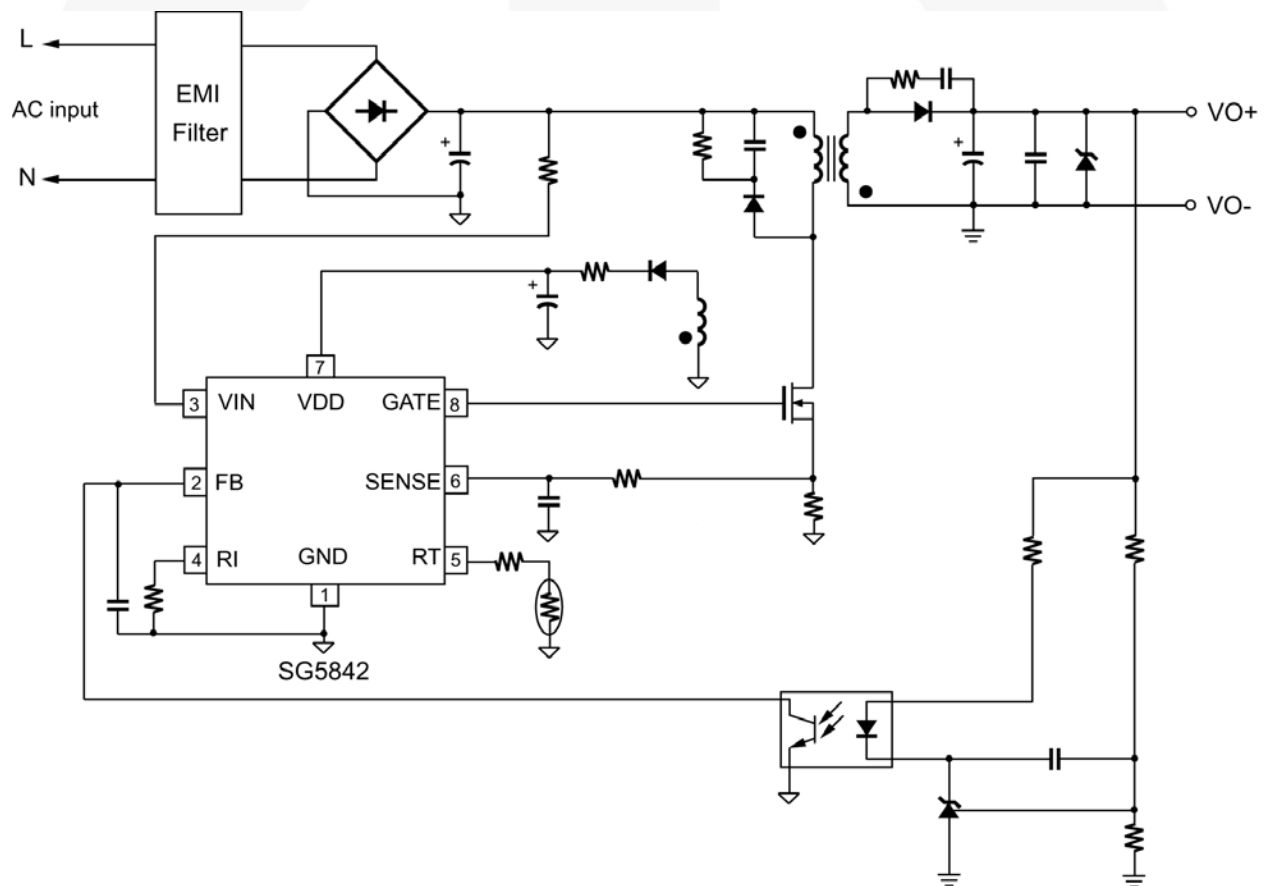 L
EMI
Filter
AC input
N
+
+
VO+
VO-
+
7
3 VIN VDD GATE 8
2 FB SENSE 6
4 RI GND RT 5
1
SG5842